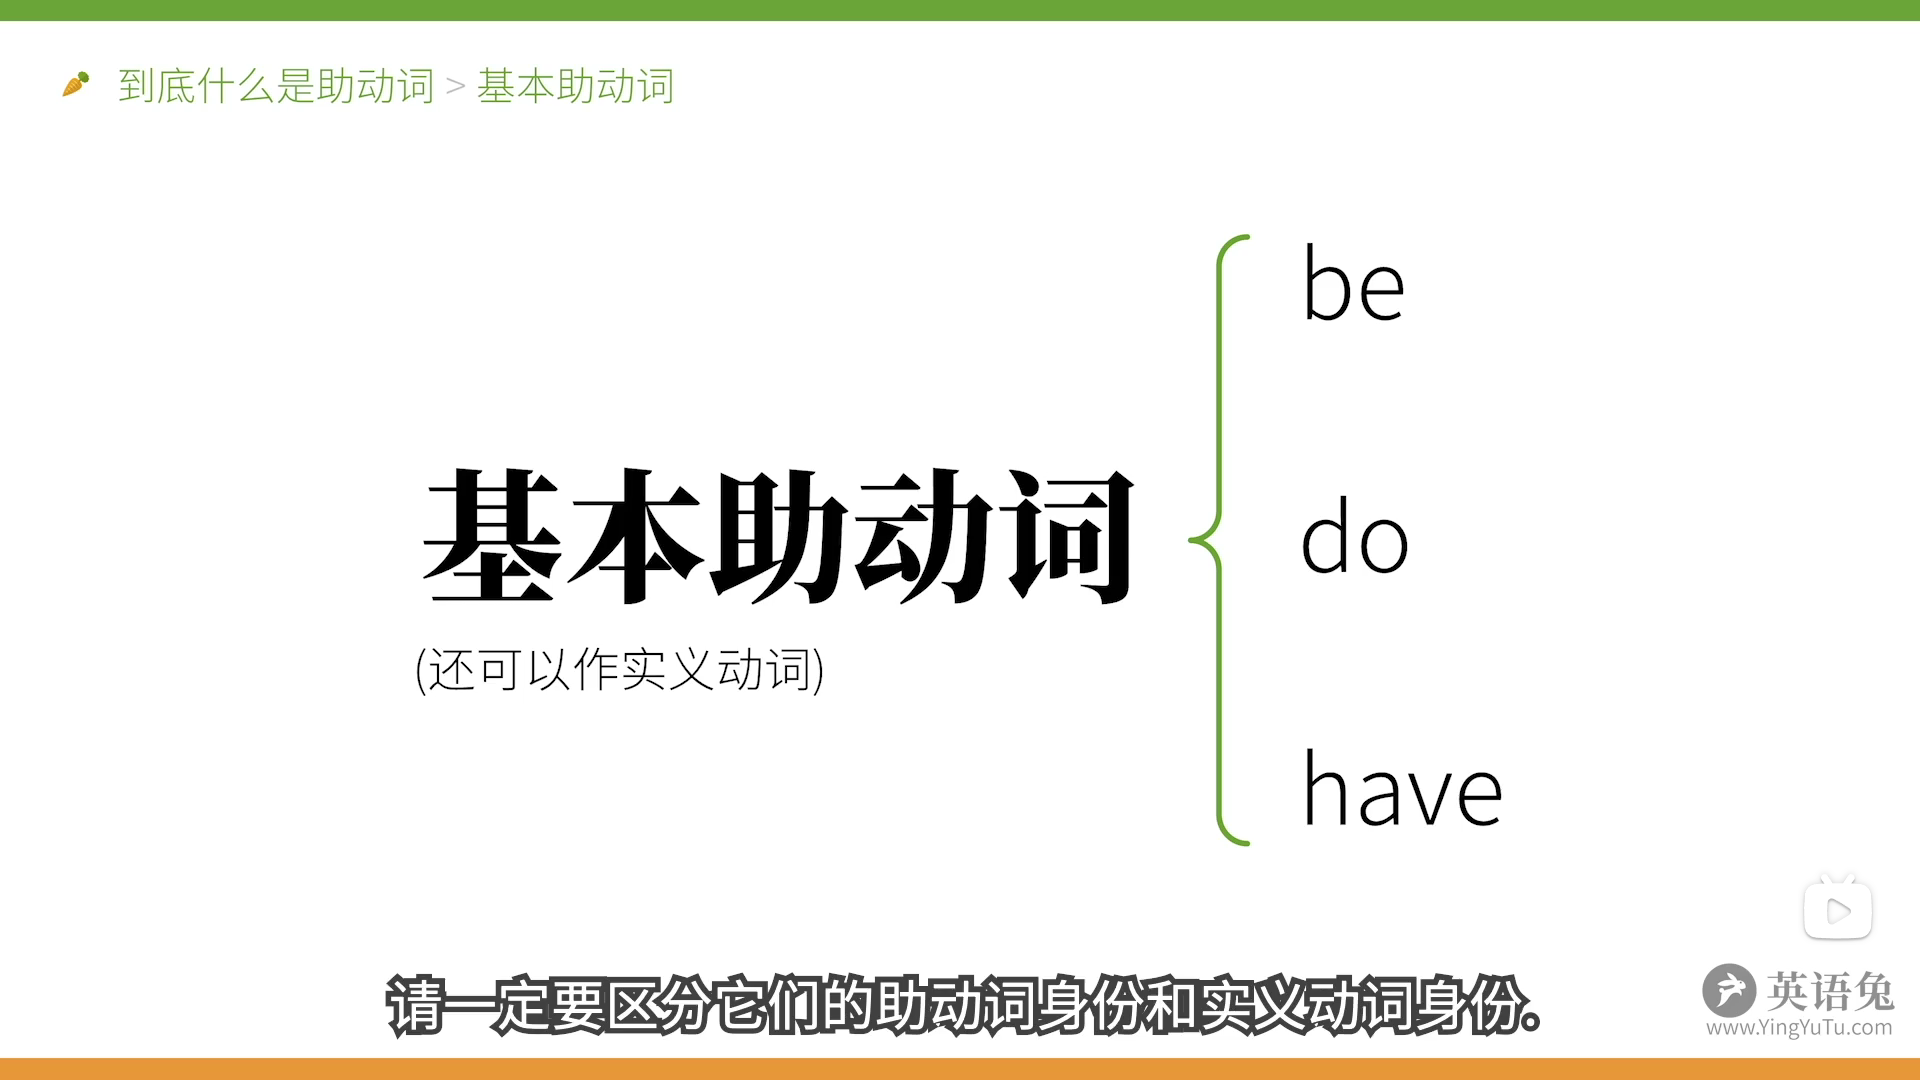 到底什么是助动词 > 基本助动词
be
基本助动词
do
(还可以作实义动词)
have
请一定要区分它们的助动词身份和实义动词身份。
英语兔
www.YingYuTu.com